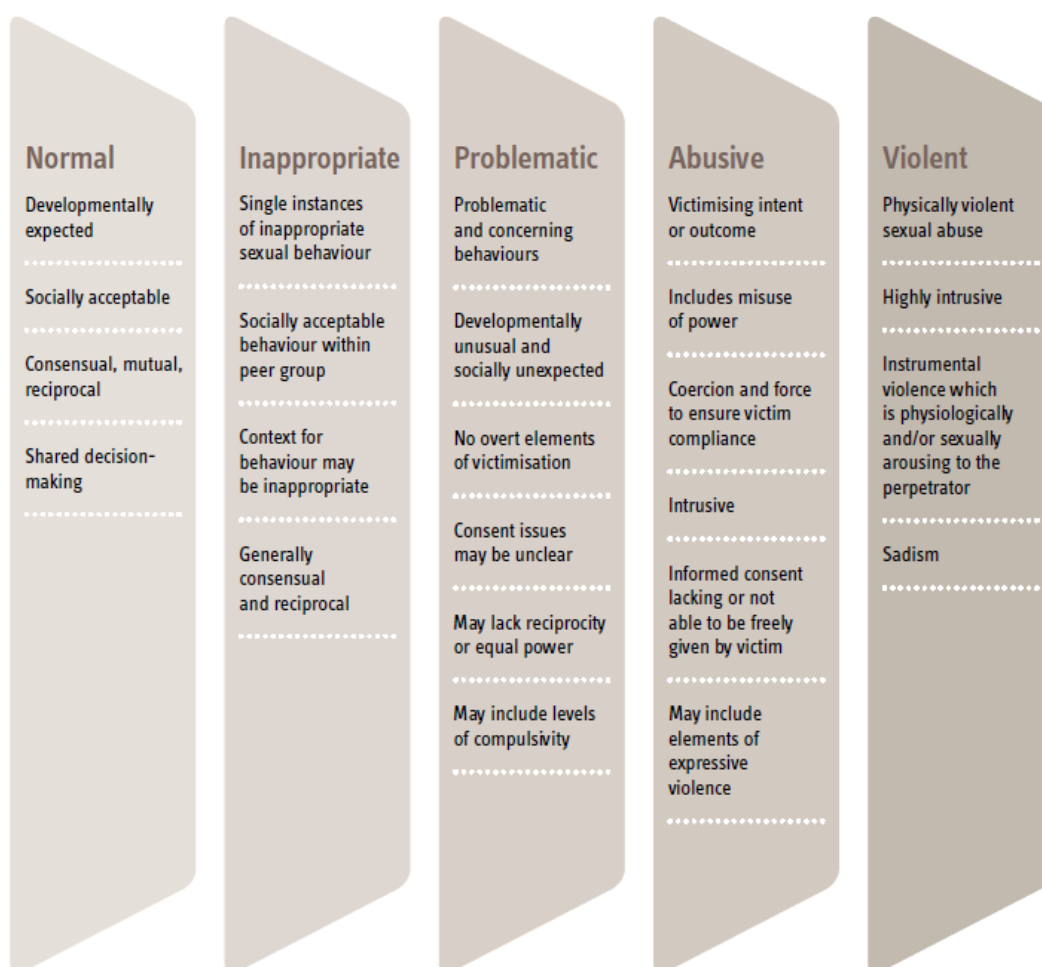 Normal
Developmentally
expected
Socially acceptable
Consensual, mutual,
reciprocal
Shared decision-
making
Inappropriate
Single instances
of inappropriate
sexual behaviour
Socially acceptable
behaviour within
peer group
Context for
behaviour may
be inappropriate
Generally
consensual
and reciprocal
Problematic
Problematic
and concerning
behaviours
Developmentally
unusual and
socially unexpected
No overt elements
of victimisation
Consent issues
may be unclear
May lack reciprocity
or equal power
May include levels
of compulsivity
Abusive
Victimising intent
or outcome
Includes misuse
of power
Coercion and force
to ensure victim
compliance
Intrusive
Informed consent
lacking or not
able to be freely
given by victim
May include
elements of
expressive
violence
Violent
Physically violent
sexual abuse
Highly intrusive
Instrumental
violence which
is physiologically
and/or sexually
arousing to the
perpetrator
Sadism